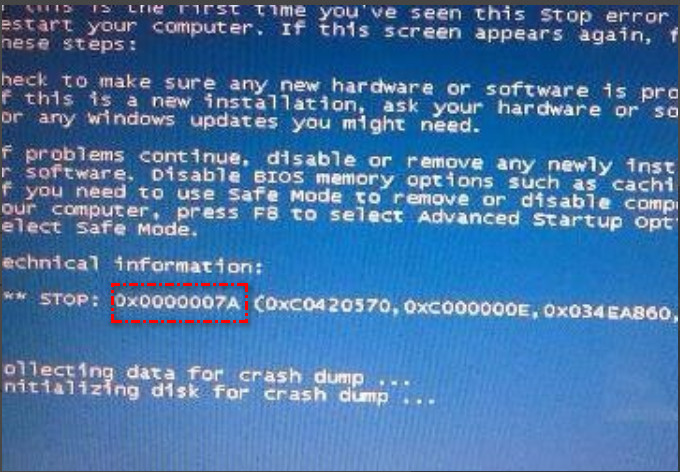 this is the first time you've seen this Stop error
estart your computer. If this screen appears again, f
hese steps:
heck to make sure any new hardware or software is pro
f this is a new installation, ask your hardware or so
or any Windows updates you might need.
f problems continue, disable or remove any newly inst
r software. Disable BIOS memory options such as cachi
f you need to use Safe Mode to remove or disable comp
our computer, press F8 to select Advanced Startup Opt
elect Safe Mode.
echnical information:
** STOP: 0x0000007A (0xC0420570,0xC000000E,0x034EA860,
ollecting data for crash dump ...
nitializing disk for crash dump ...